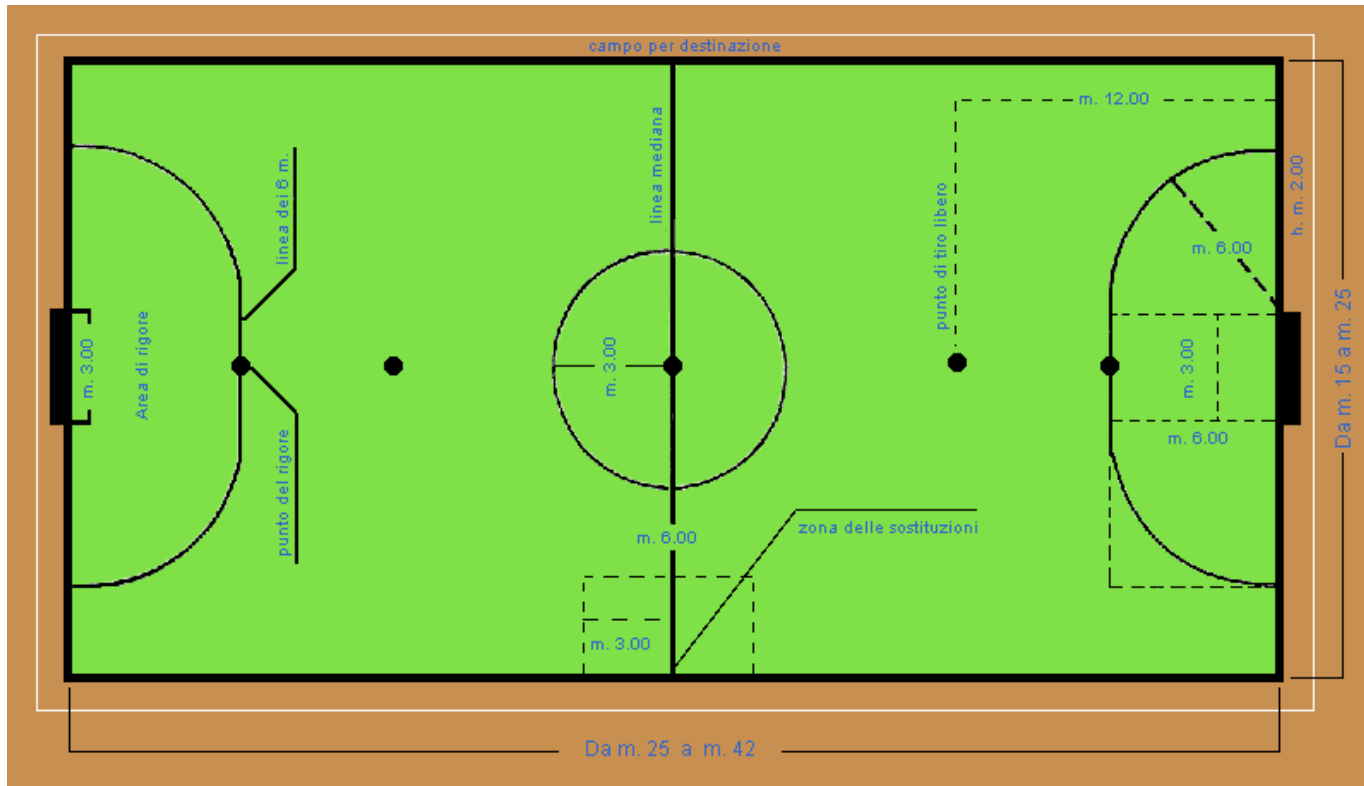 campo per destinazione
m. 12.00
linea mediana
linea dei 6 m.
punto di tiro libero
h. m. 2.00
m. 6.00
Da m. 15 a m. 25
m. 3.00
Area di rigore
m. 3.00
m. 3.00
m. 6.00
punto del rigore
zona delle sostituzioni
m. 6.00
m. 3.00
Da m. 25 a m. 42